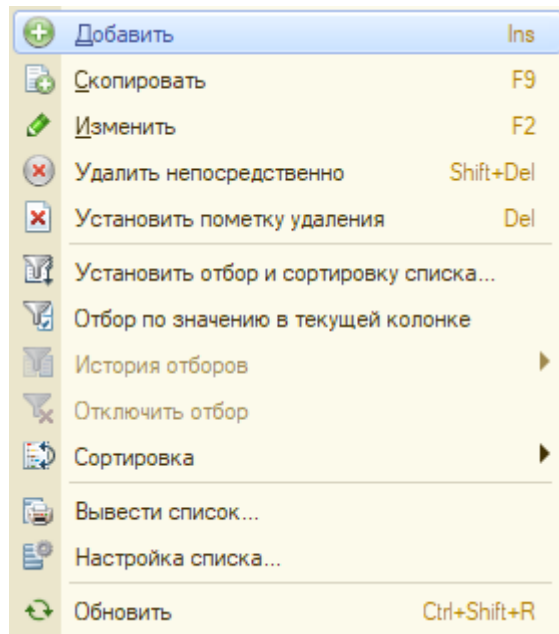 Добавить Ins
Скопировать F9
Изменить F2
Удалить непосредственно Shift+Del
Установить пометку удаления Del
Установить отбор и сортировку списка...
Отбор по значению в текущей колонке
История отборов
Отключить отбор
Сортировка
Вывести список...
Настройка списка...
Обновить Ctrl+Shift+R